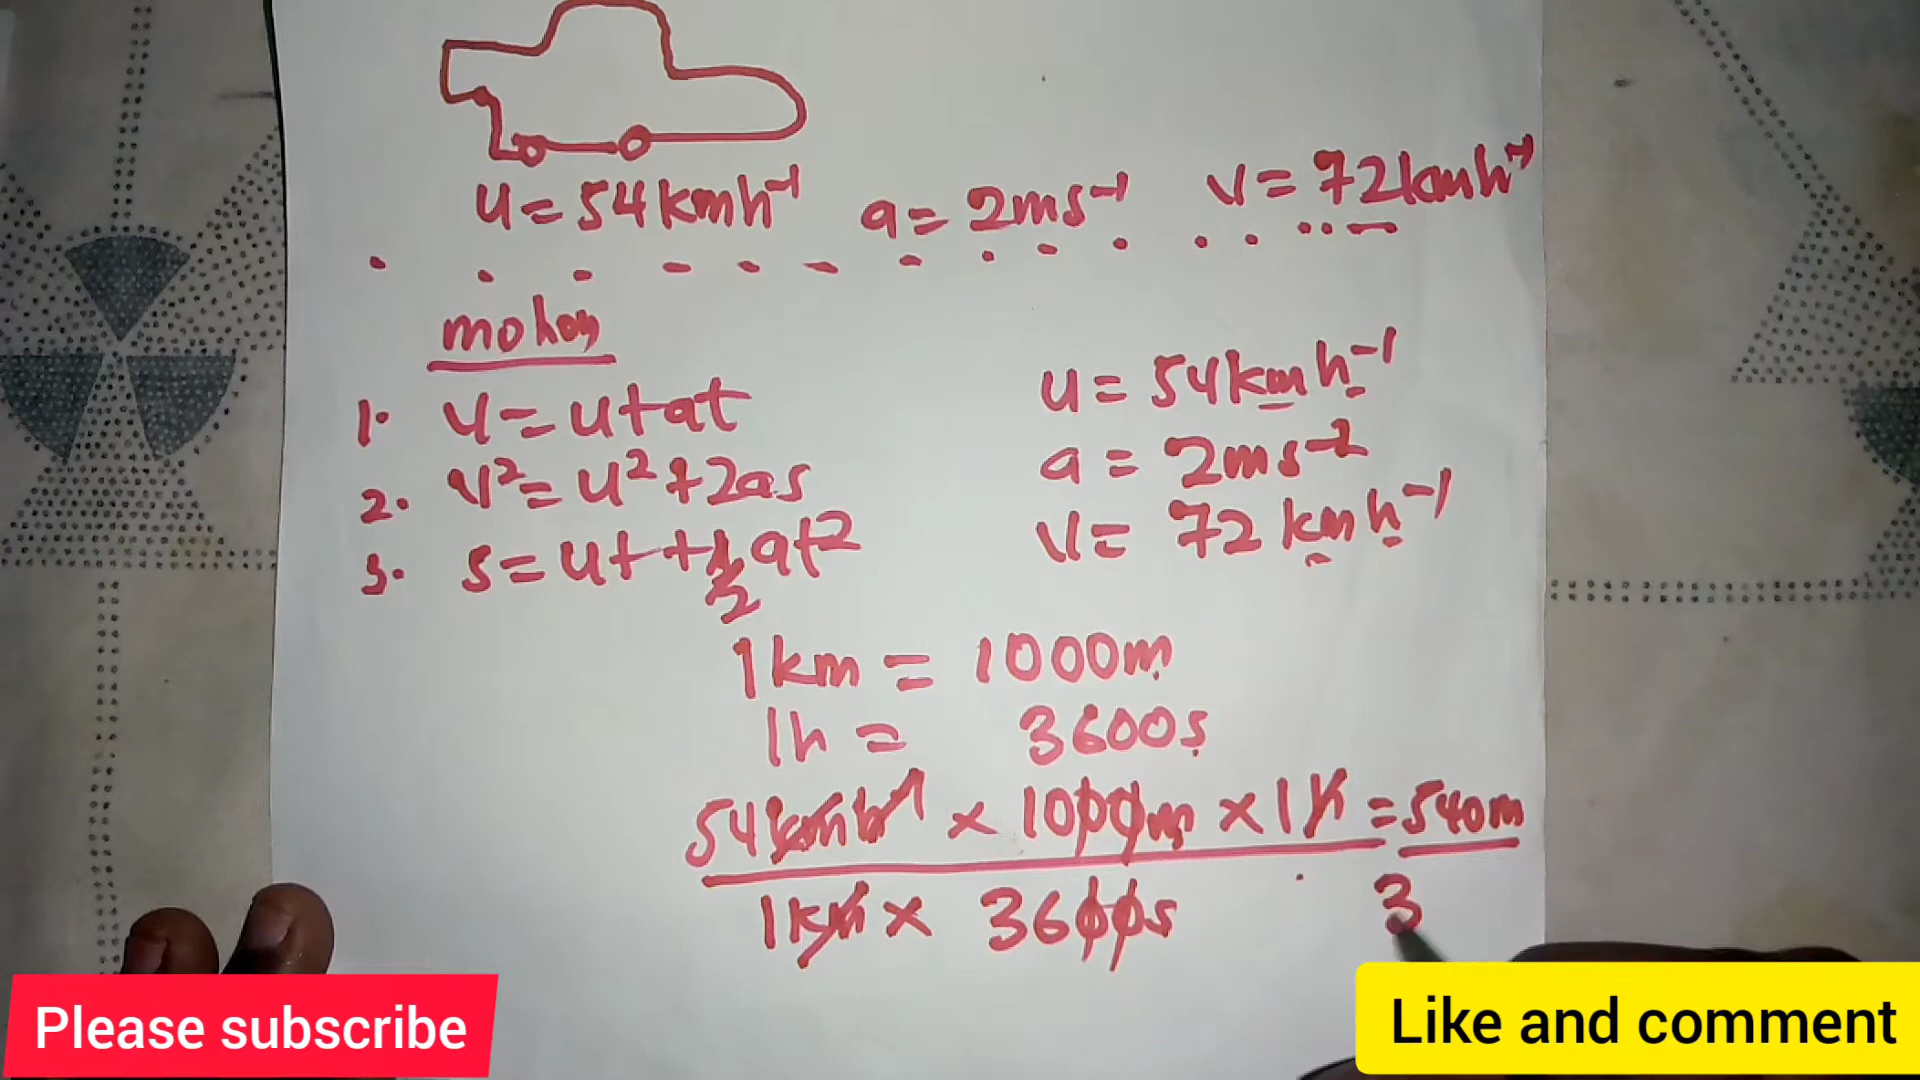 u = 54kmh⁻¹ a = 2ms⁻¹ v = 72kmh⁻¹
1. v = u+at
2. v² = u²+2as
3. s = ut+½at²
u = 54kmh⁻¹
a = 2ms⁻²
v = 72kmh⁻¹
1km = 1000m
1h = 3600s
54kmh⁻¹ × 1000m × 1h = 540m
1km × 3600s 3
Please subscribe
Like and comment